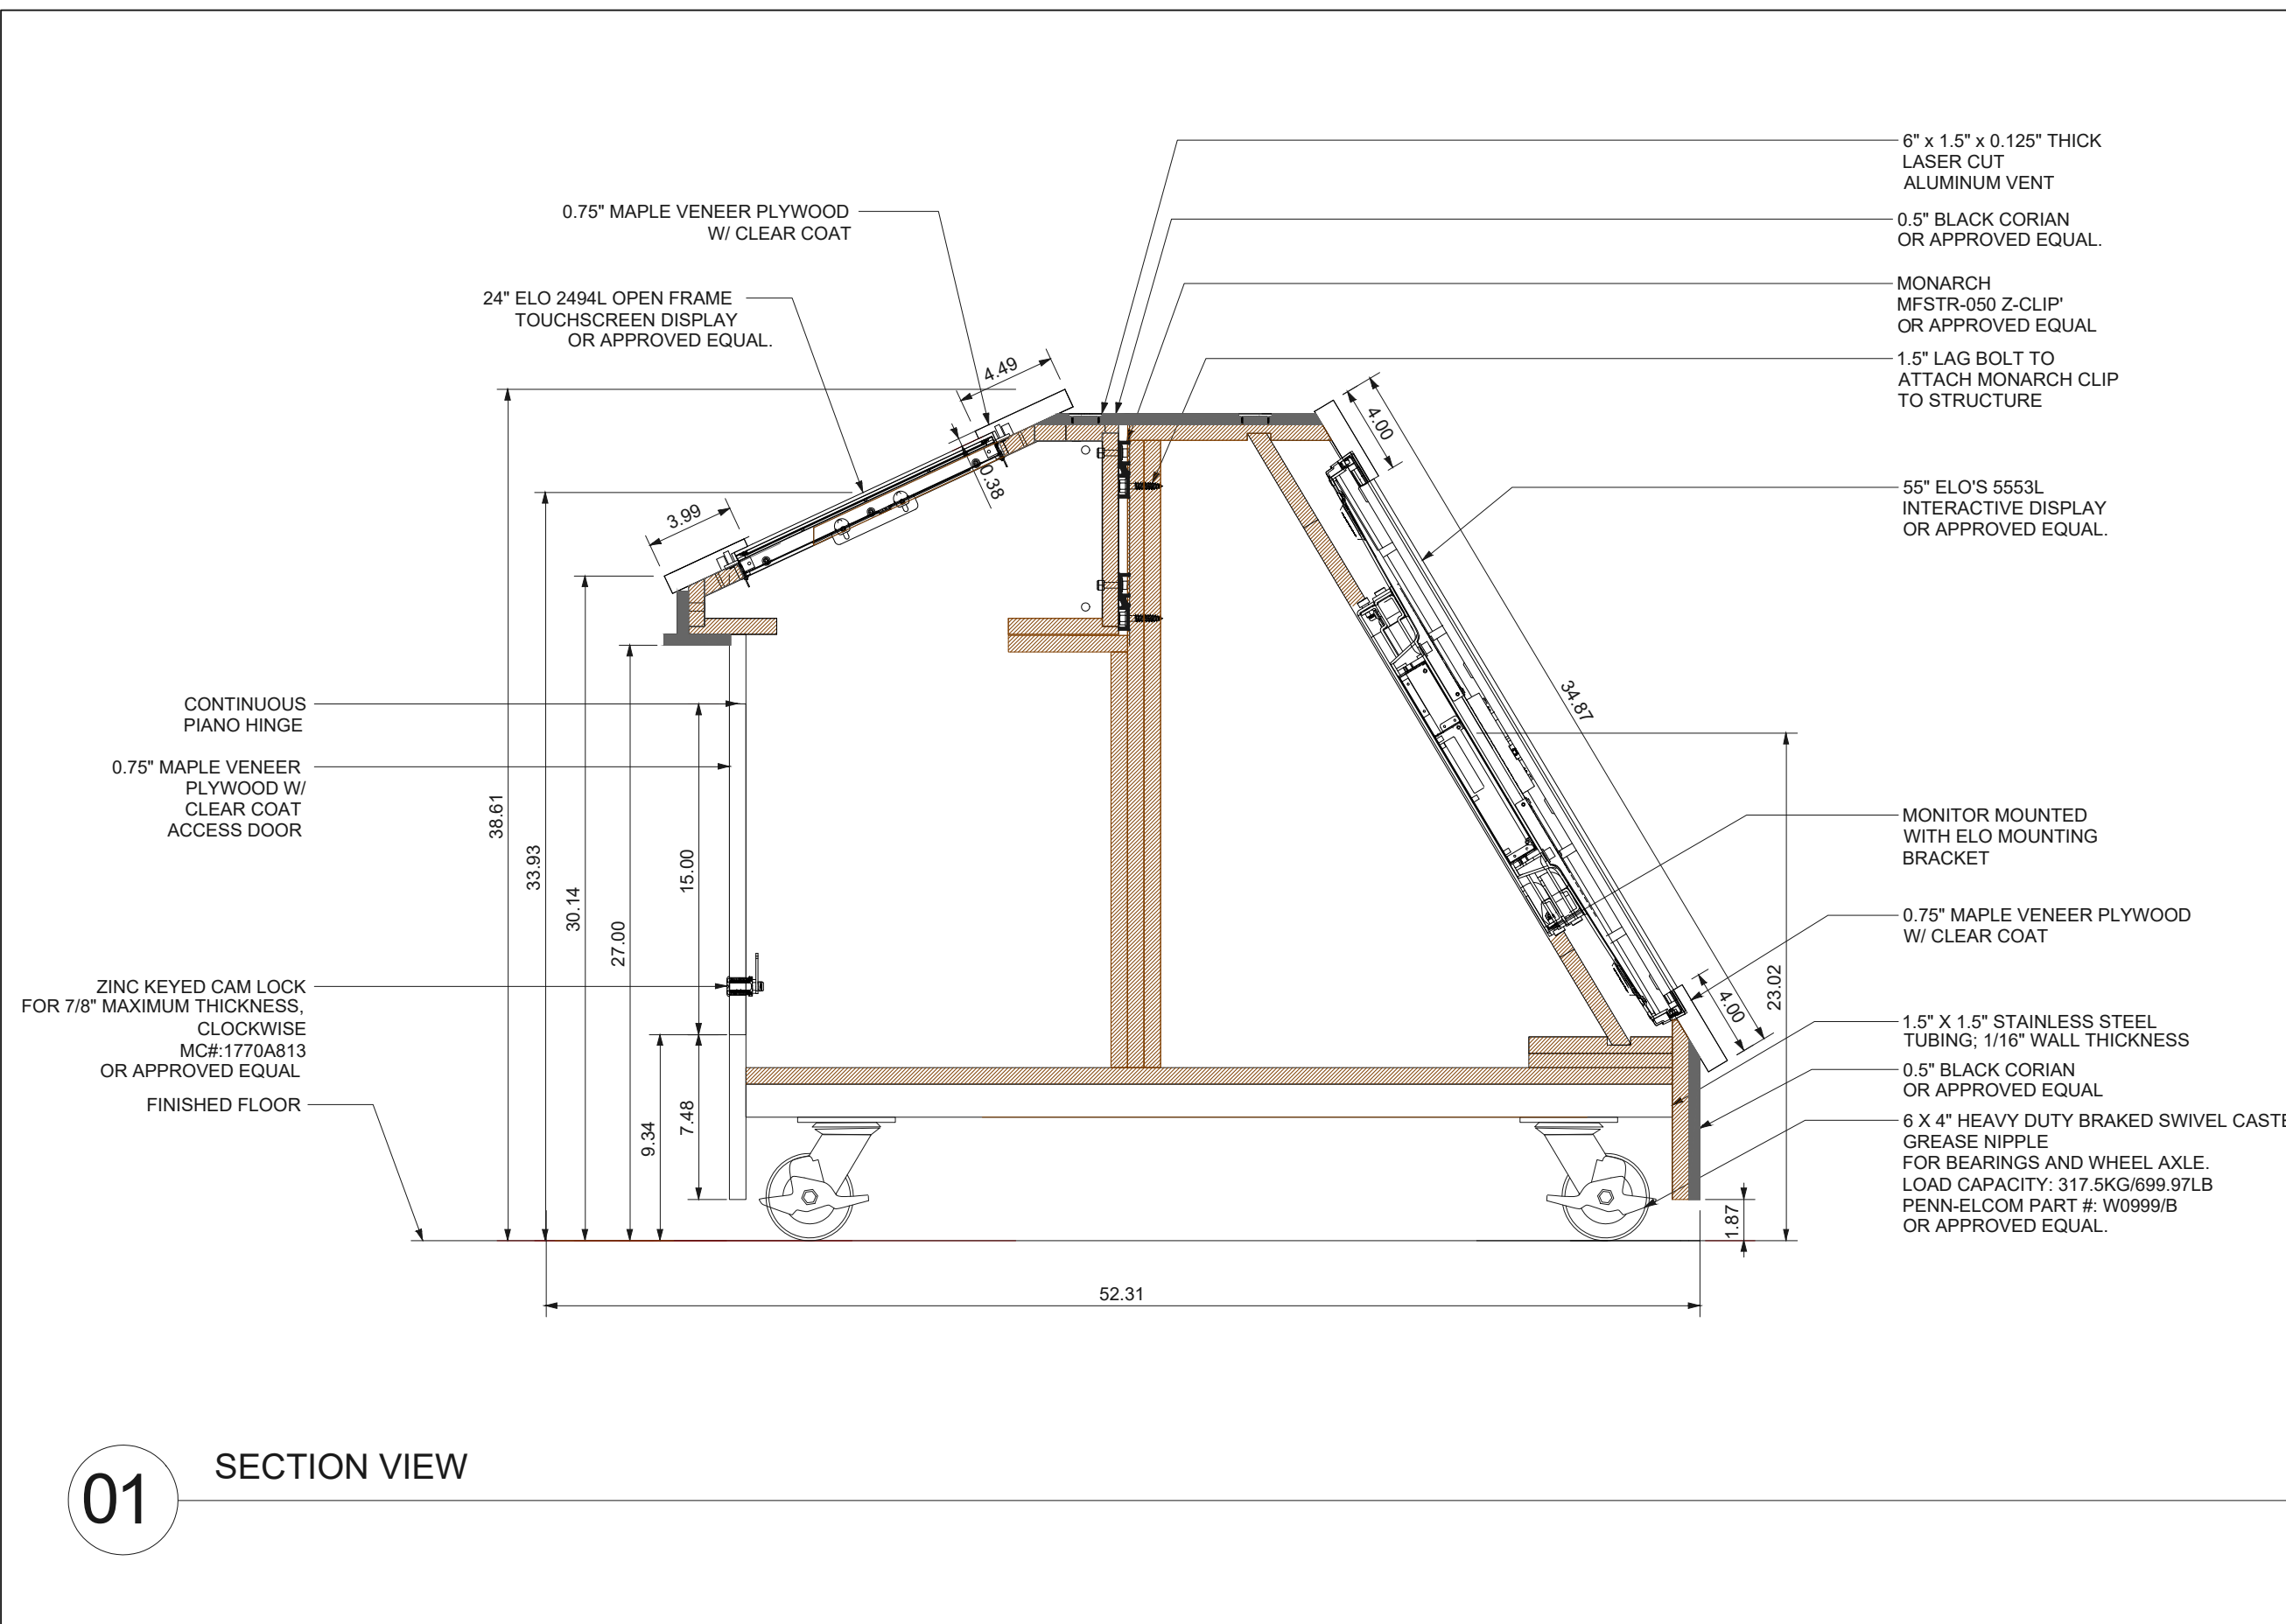 6" x 1.5" x 0.125" THICK
LASER CUT
ALUMINUM VENT
0.75" MAPLE VENEER PLYWOOD
W/ CLEAR COAT
0.5" BLACK CORIAN
OR APPROVED EQUAL.
24" ELO 2494L OPEN FRAME
TOUCHSCREEN DISPLAY
OR APPROVED EQUAL.
MONARCH
MFSTR-050 Z-CLIP'
OR APPROVED EQUAL
1.5" LAG BOLT TO
ATTACH MONARCH CLIP
TO STRUCTURE
4.49
4.00
0.38
3.99
55" ELO'S 5553L
INTERACTIVE DISPLAY
OR APPROVED EQUAL.
34.87
CONTINUOUS
PIANO HINGE
0.75" MAPLE VENEER
PLYWOOD W/
CLEAR COAT
ACCESS DOOR
38.61
33.93
30.14
27.00
15.00
MONITOR MOUNTED
WITH ELO MOUNTING
BRACKET
0.75" MAPLE VENEER PLYWOOD
W/ CLEAR COAT
23.02
4.00
ZINC KEYED CAM LOCK
FOR 7/8" MAXIMUM THICKNESS,
CLOCKWISE
MC#:1770A813
OR APPROVED EQUAL
1.5" X 1.5" STAINLESS STEEL
TUBING; 1/16" WALL THICKNESS
0.5" BLACK CORIAN
OR APPROVED EQUAL
FINISHED FLOOR
9.34
7.48
6 X 4" HEAVY DUTY BRAKED SWIVEL CASTE
GREASE NIPPLE
FOR BEARINGS AND WHEEL AXLE.
LOAD CAPACITY: 317.5KG/699.97LB
PENN-ELCOM PART #: W0999/B
OR APPROVED EQUAL.
1.87
52.31
01
SECTION VIEW